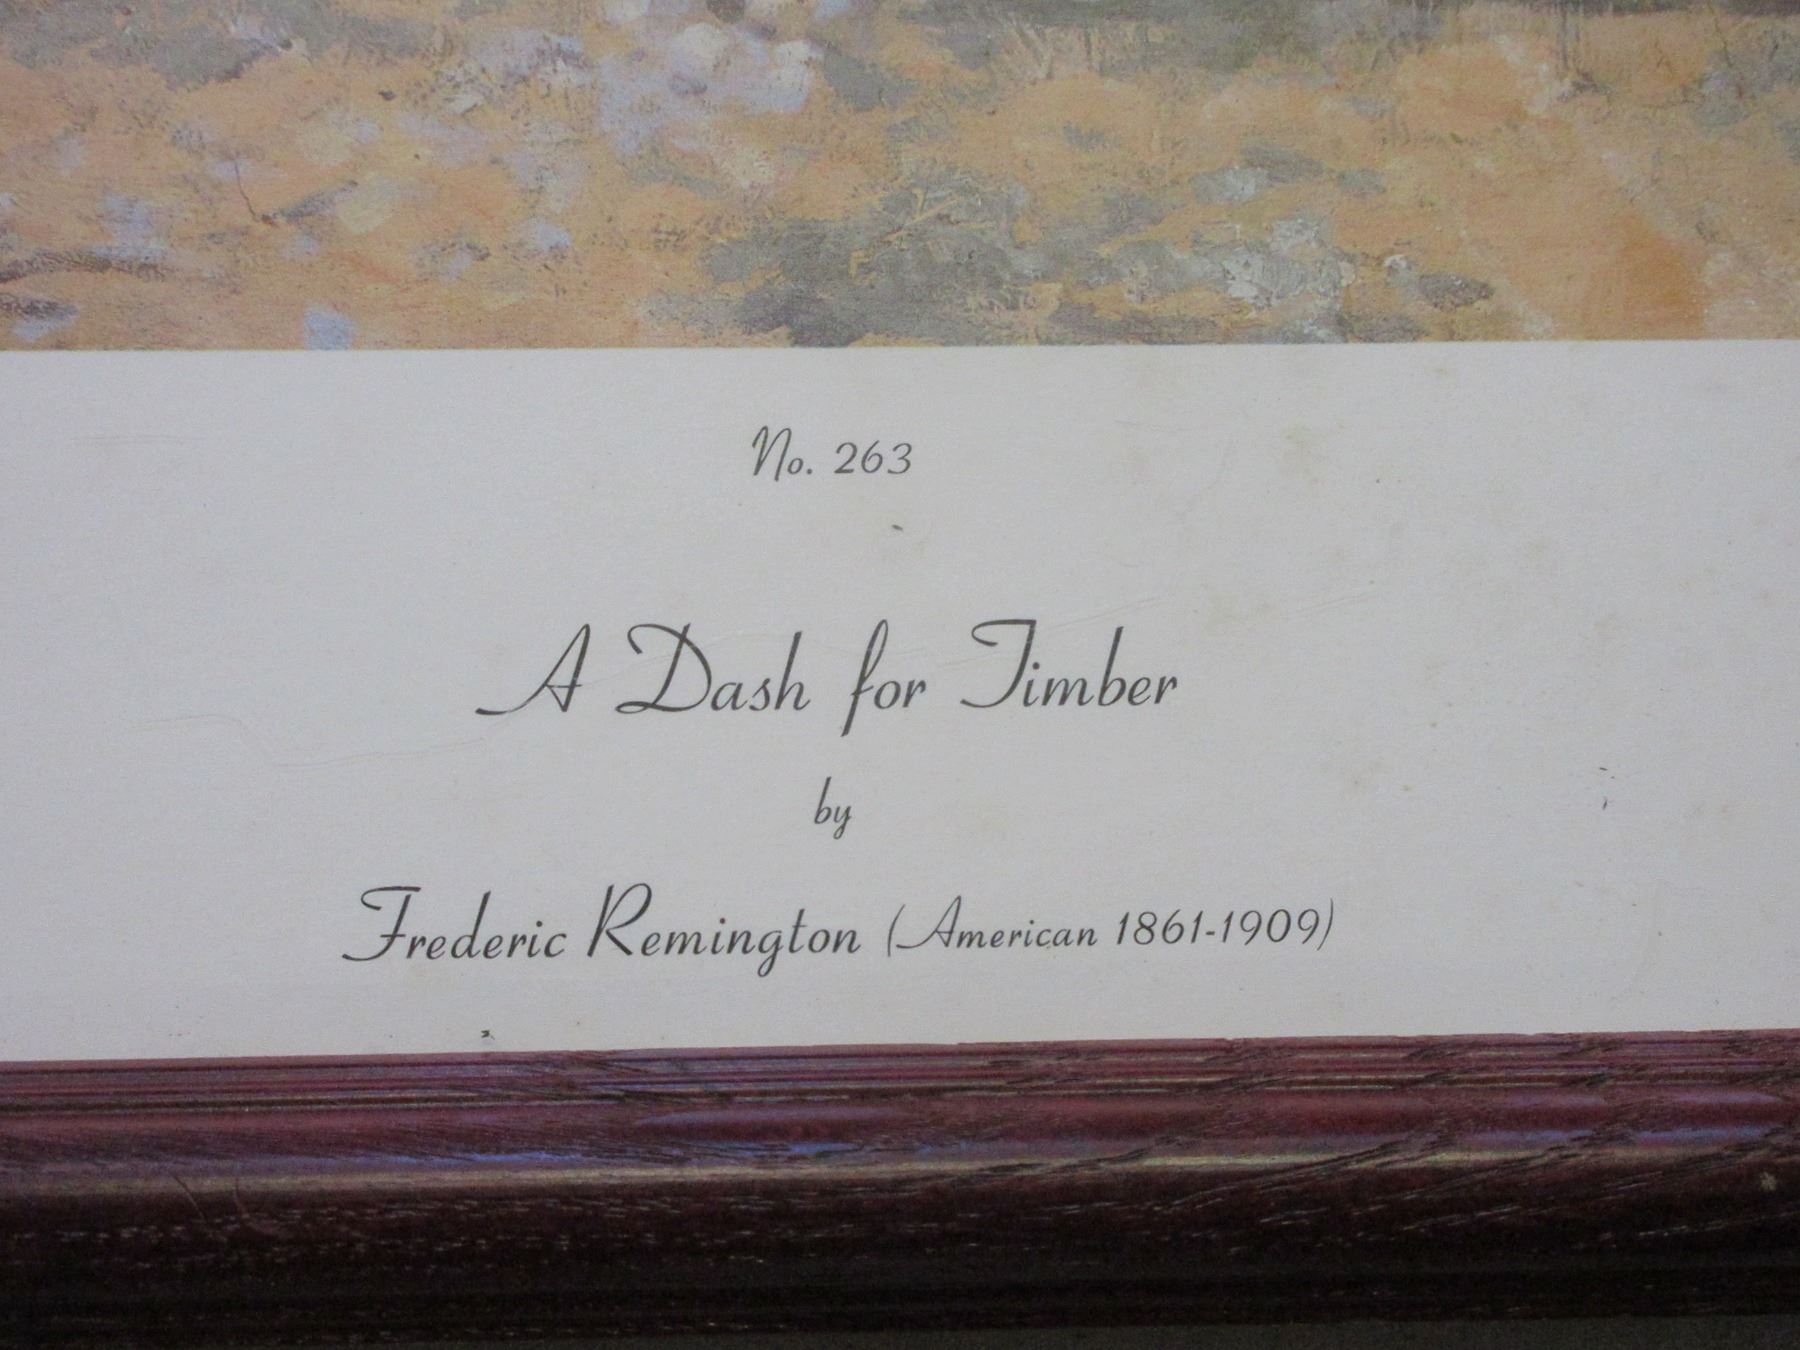 No. 263
A Dash for Timber
by
Frederic Remington (American 1861-1909)